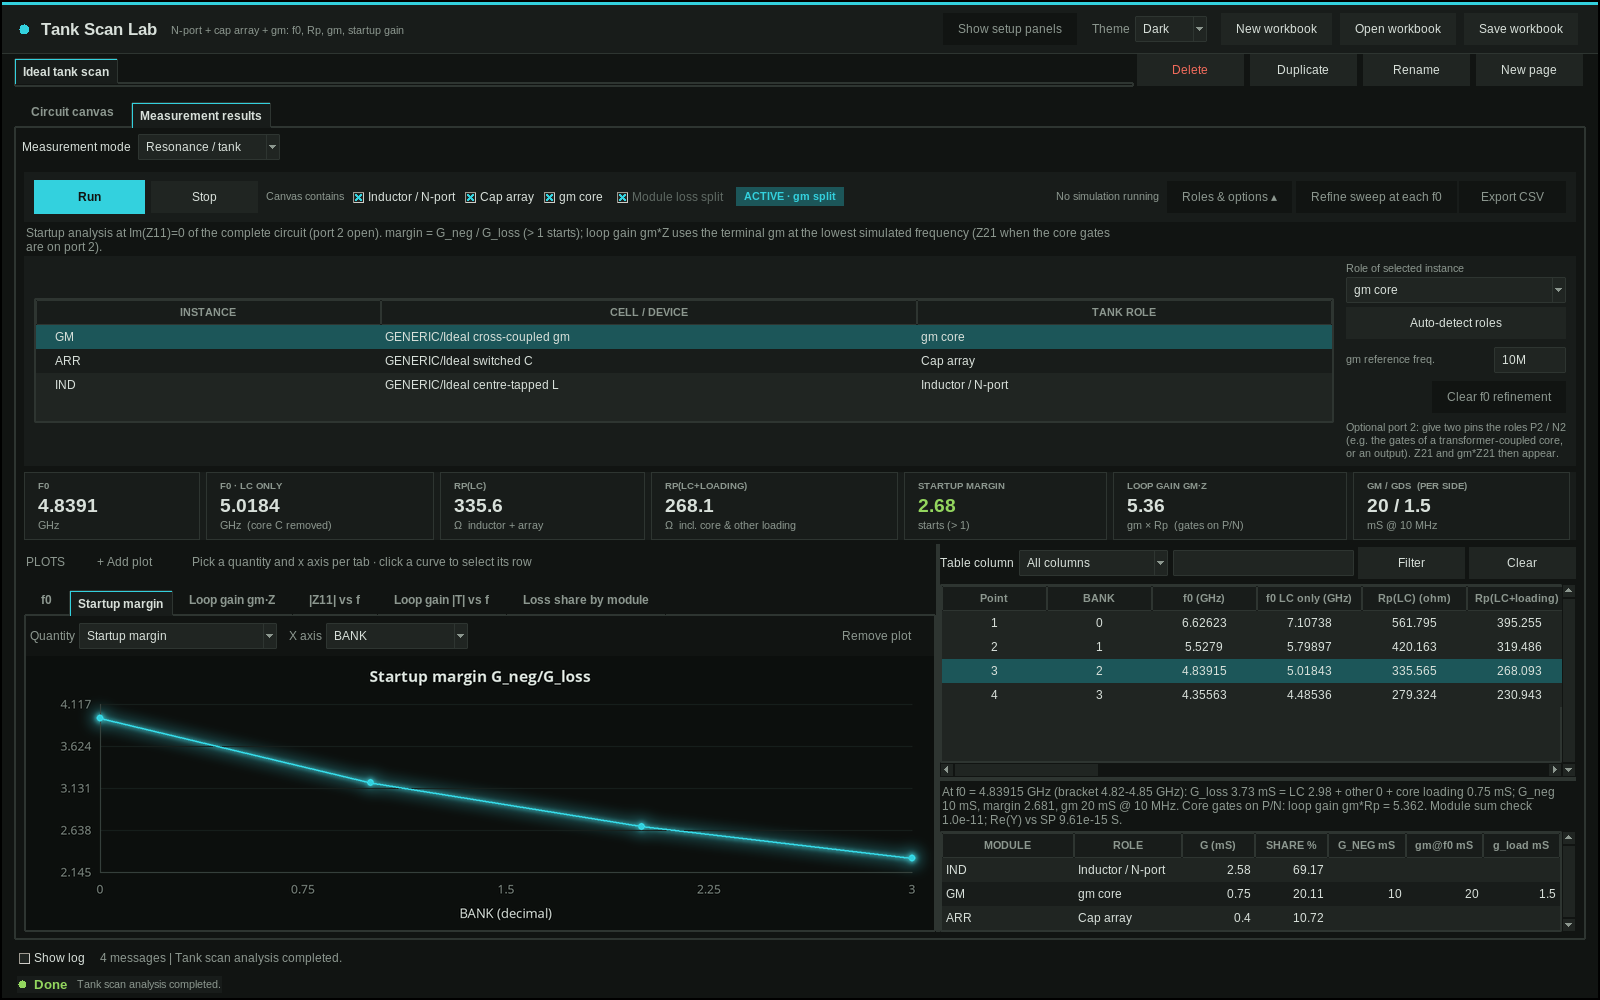 Tank Scan Lab
N-port + cap array + gm: f0, Rp, gm, startup gain
Show setup panels
Theme
Dark
New workbook
Open workbook
Save workbook
Ideal tank scan
Delete
Duplicate
Rename
New page
Circuit canvas
Measurement results
Measurement mode
Resonance / tank
Run
Stop
Canvas contains
Inductor / N-port
Cap array
gm core
Module loss split
ACTIVE · gm split
No simulation running
Roles & options ▴
Refine sweep at each f0
Export CSV
Startup analysis at Im(Z11)=0 of the complete circuit (port 2 open). margin = G_neg / G_loss (> 1 starts); loop gain gm*Z uses the terminal gm at the lowest simulated frequency (Z21 when the core gates
are on port 2).
INSTANCE CELL / DEVICE TANK ROLE
GM GENERIC/Ideal cross-coupled gm gm core
ARR GENERIC/Ideal switched C Cap array
IND GENERIC/Ideal centre-tapped L Inductor / N-port
Role of selected instance
gm core
Auto-detect roles
gm reference freq. 10M
Clear f0 refinement
Optional port 2: give two pins the roles P2 / N2
(e.g. the gates of a transformer-coupled core,
or an output). Z21 and gm*Z21 then appear.
F0
4.8391
GHz
F0 · LC ONLY
5.0184
GHz (core C removed)
RP(LC)
335.6
Ω inductor + array
RP(LC+LOADING)
268.1
Ω incl. core & other loading
STARTUP MARGIN
2.68
starts (> 1)
LOOP GAIN GM·Z
5.36
gm × Rp (gates on P/N)
GM / GDS (PER SIDE)
20 / 1.5
mS @ 10 MHz
PLOTS
+ Add plot
Pick a quantity and x axis per tab · click a curve to select its row
f0
Startup margin
Loop gain gm·Z
|Z11| vs f
Loop gain |T| vs f
Loss share by module
Quantity
Startup margin
X axis
BANK
Remove plot
Startup margin G_neg/G_loss
4.117
3.624
3.131
2.638
2.145
0 0.75 1.5 2.25 3
BANK (decimal)
Table column
All columns
Filter
Clear
Point BANK f0 (GHz) f0 LC only (GHz) Rp(LC) (ohm) Rp(LC+loading)
1 0 6.62623 7.10738 561.795 395.255
2 1 5.5279 5.79897 420.163 319.486
3 2 4.83915 5.01843 335.565 268.093
4 3 4.35563 4.48536 279.324 230.943
At f0 = 4.83915 GHz (bracket 4.82-4.85 GHz): G_loss 3.73 mS = LC 2.98 + other 0 + core loading 0.75 mS; G_neg
10 mS, margin 2.681, gm 20 mS @ 10 MHz. Core gates on P/N: loop gain gm*Rp = 5.362. Module sum check
1.0e-11; Re(Y) vs SP 9.61e-15 S.
MODULE ROLE G (mS) SHARE % G_NEG mS gm@f0 mS g_load mS
IND Inductor / N-port 2.58 69.17
GM gm core 0.75 20.11 10 20 1.5
ARR Cap array 0.4 10.72
Show log
4 messages | Tank scan analysis completed.
Done
Tank scan analysis completed.